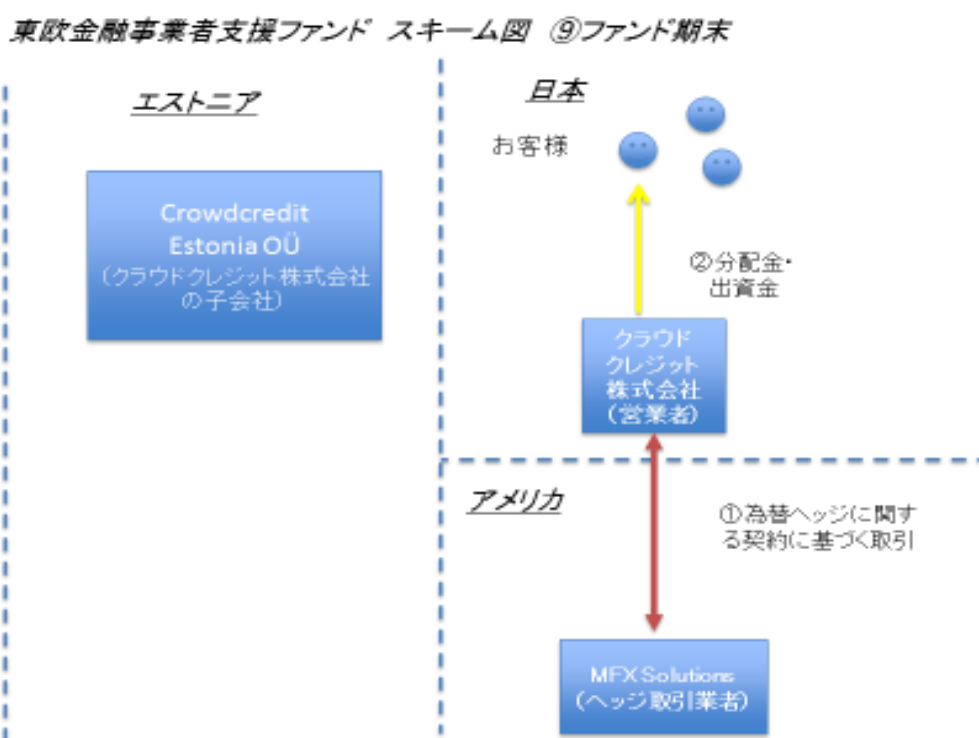 東欧金融事業者支援ファンド スキーム図 ⑨ファンド期末
エストニア
Crowdcredit
Estonia OÜ
（クラウドクレジット株式会社
の子会社）
日本
お客様
②分配金・
出資金
クラウド
クレジット
株式会社
（営業者）
アメリカ
①為替ヘッジに関す
る契約に基づく取引
MFX Solutions
（ヘッジ取引業者）